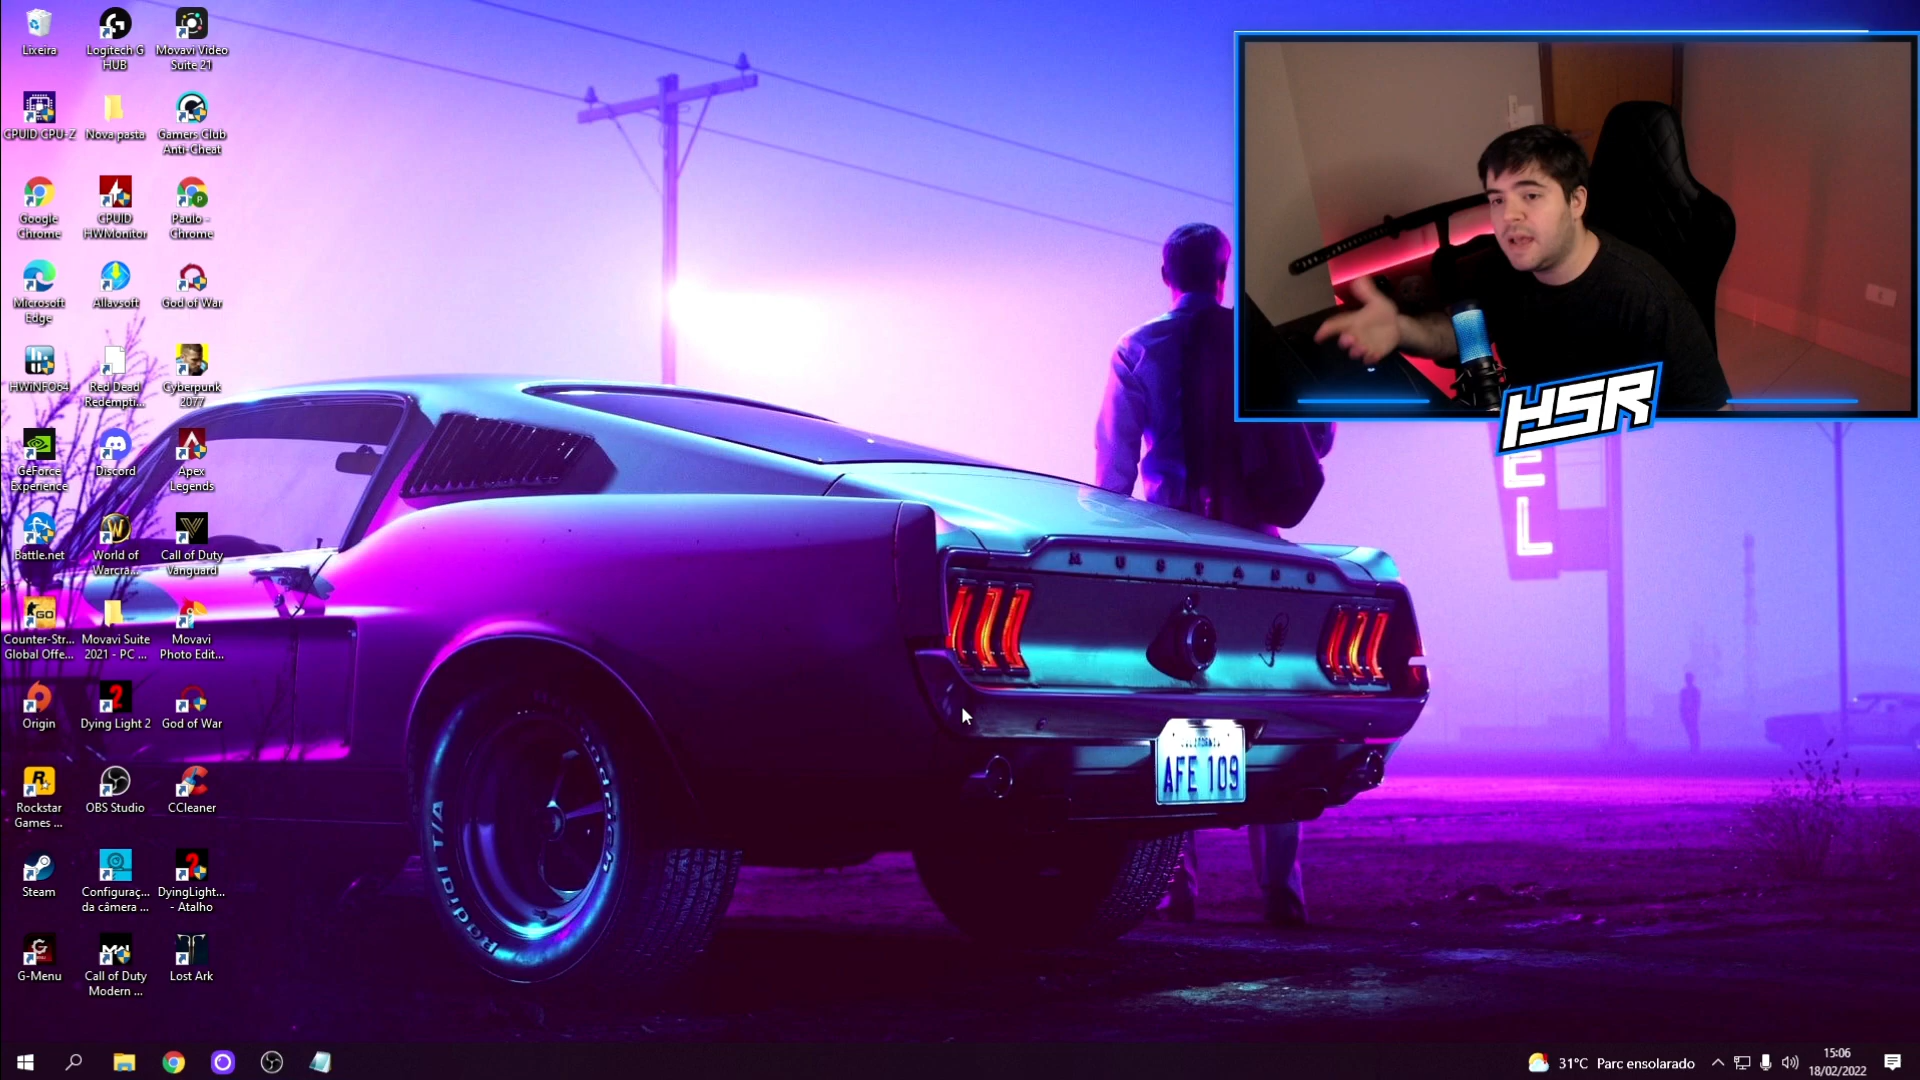 Lixeira
Logitech G
HUB
Movavi Video
Suite 21
CPUID CPU-Z
Nova pasta
Gamers Club
Anti-Cheat
Google
Chrome
CPUID
HWMonitor
Paulo -
Chrome
Microsoft
Edge
Allavsoft
God of War
HWiNFO64
Red Dead
Redempti...
Cyberpunk
2077
GeForce
Experience
Discord
Apex
Legends
Battle.net
World of
Warcra...
Call of Duty
Vanguard
Counter-Str...
Global Offe...
Movavi Suite
2021 - PC ...
Movavi
Photo Edit...
Origin
Dying Light 2
God of War
Rockstar
Games ...
OBS Studio
CCleaner
Steam
Configuraç...
da câmera ...
DyingLight...
- Atalho
G-Menu
Call of Duty
Modern ...
Lost Ark
HSR
E
L
MUSTANG
CALIFORNIA
AFE 109
Radial T/A
31°C Parc ensolarado
15:06
18/02/2022